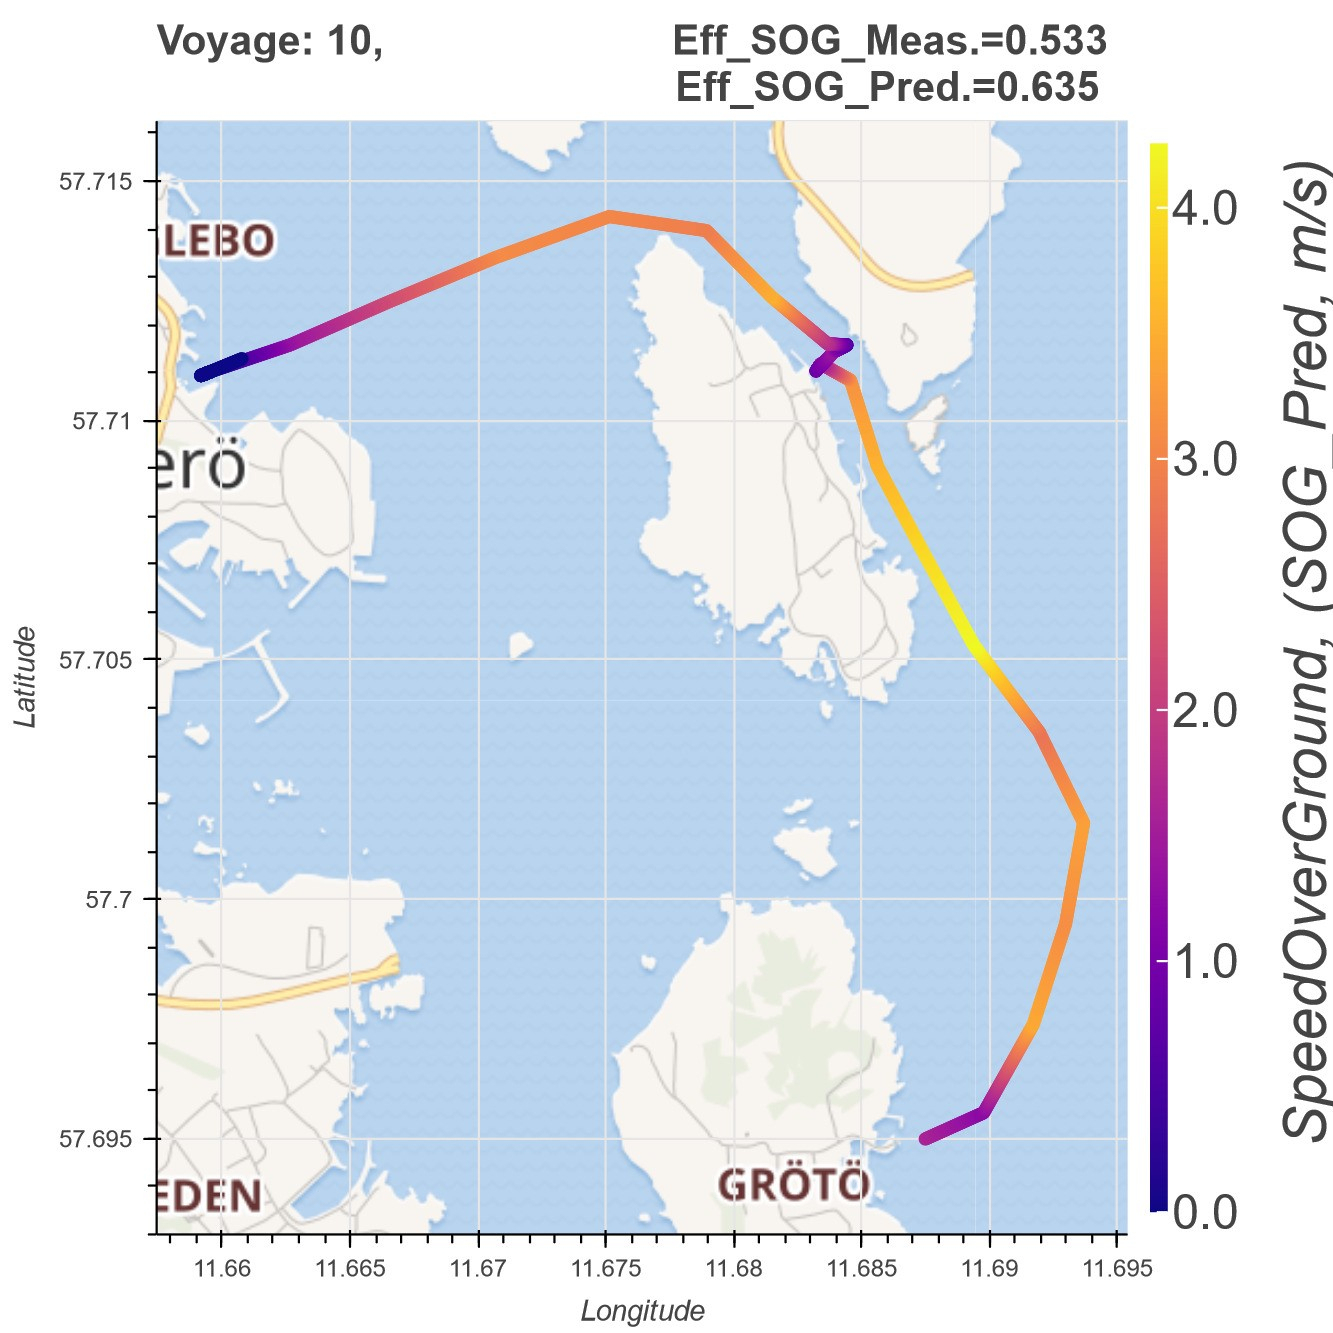 Voyage: 10,
Eff_SOG_Meas.=0.533
Eff_SOG_Pred.=0.635
57.715
57.71
57.705
57.7
57.695
Latitude
LEBO
erö
EDEN
GRÖTÖ
11.66
11.665
11.67
11.675
11.68
11.685
11.69
11.695
Longitude
4.0
3.0
2.0
1.0
0.0
SpeedOverGround, (SOG_Pred, m/s)